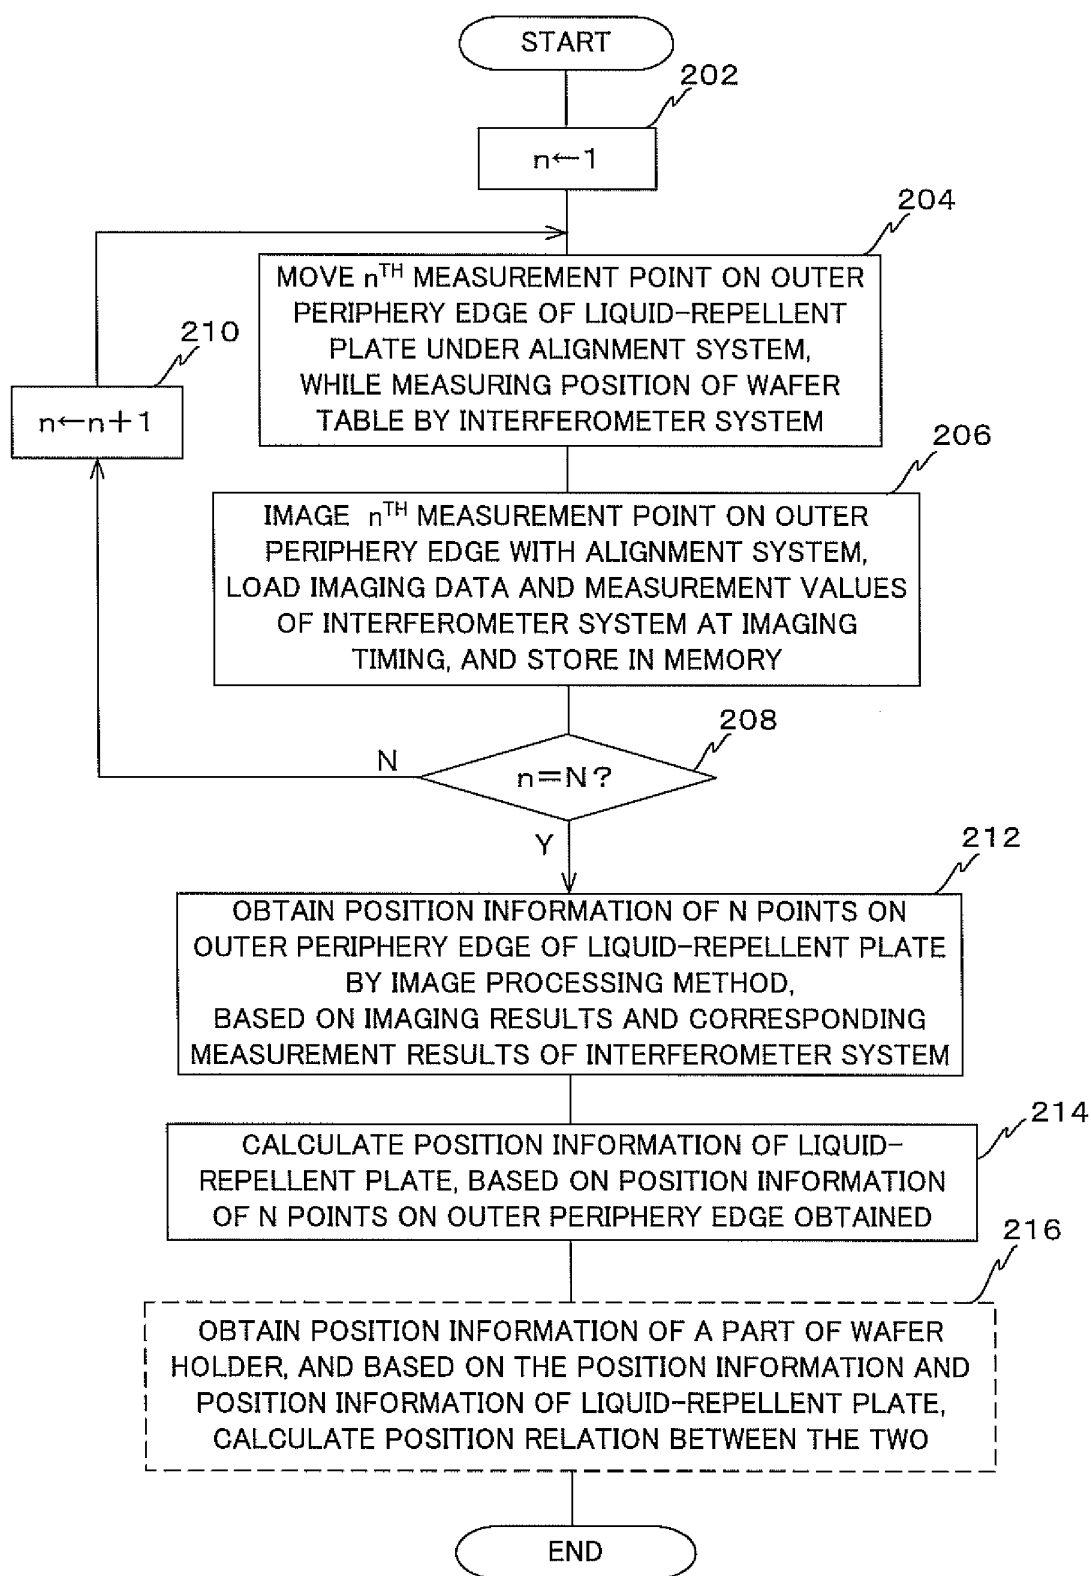 START
202
n←1
204
MOVE nTH MEASUREMENT POINT ON OUTER
PERIPHERY EDGE OF LIQUID-REPELLENT
PLATE UNDER ALIGNMENT SYSTEM,
WHILE MEASURING POSITION OF WAFER
TABLE BY INTERFEROMETER SYSTEM
210
n←n+1
206
IMAGE nTH MEASUREMENT POINT ON OUTER
PERIPHERY EDGE WITH ALIGNMENT SYSTEM,
LOAD IMAGING DATA AND MEASUREMENT VALUES
OF INTERFEROMETER SYSTEM AT IMAGING
TIMING, AND STORE IN MEMORY
208
N
n=N?
Y
212
OBTAIN POSITION INFORMATION OF N POINTS ON
OUTER PERIPHERY EDGE OF LIQUID-REPELLENT PLATE
BY IMAGE PROCESSING METHOD,
BASED ON IMAGING RESULTS AND CORRESPONDING
MEASUREMENT RESULTS OF INTERFEROMETER SYSTEM
214
CALCULATE POSITION INFORMATION OF LIQUID-
REPELLENT PLATE, BASED ON POSITION INFORMATION
OF N POINTS ON OUTER PERIPHERY EDGE OBTAINED
216
OBTAIN POSITION INFORMATION OF A PART OF WAFER
HOLDER, AND BASED ON THE POSITION INFORMATION AND
POSITION INFORMATION OF LIQUID-REPELLENT PLATE,
CALCULATE POSITION RELATION BETWEEN THE TWO
END